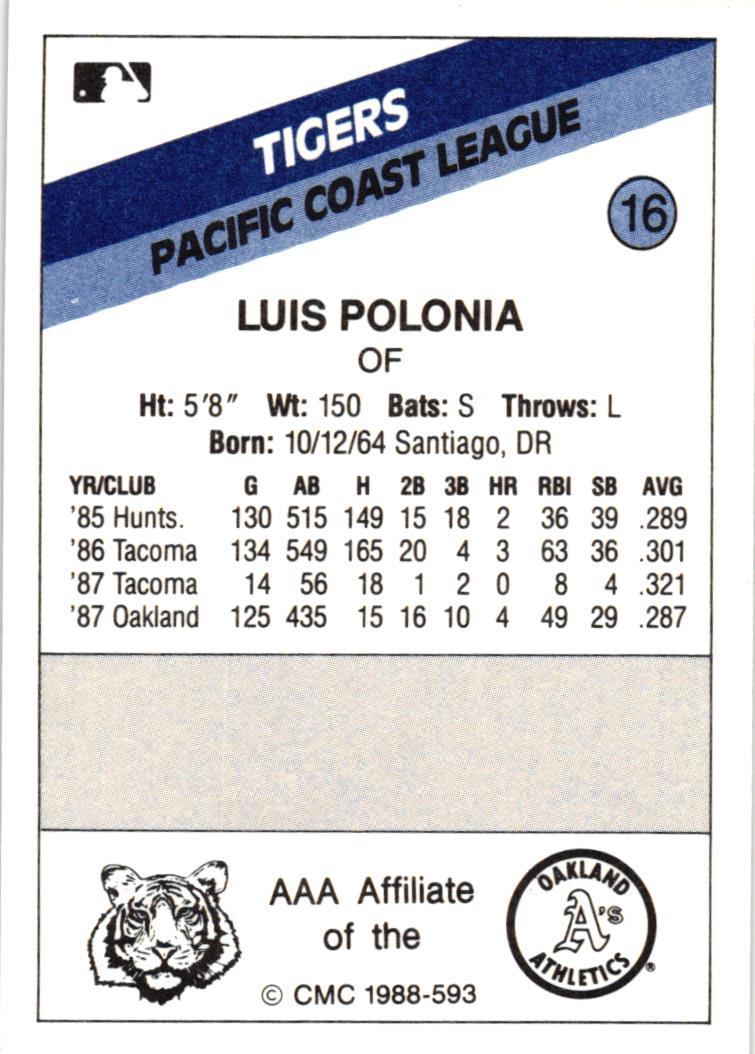 TIGERS
PACIFIC COAST LEAGUE
16
LUIS POLONIA
OF
Ht: 5'8" Wt: 150 Bats: S Throws: L
Born: 10/12/64 Santiago, DR
YR/CLUB G AB H 2B 3B HR RBI SB AVG
'85 Hunts. 130 515 149 15 18 2 36 39 .289
'86 Tacoma 134 549 165 20 4 3 63 36 .301
'87 Tacoma 14 56 18 1 2 0 8 4 .321
'87 Oakland 125 435 15 16 10 4 49 29 .287
AAA Affiliate
of the
© CMC 1988-593
OAKLAND
A's
ATHLETICS ®